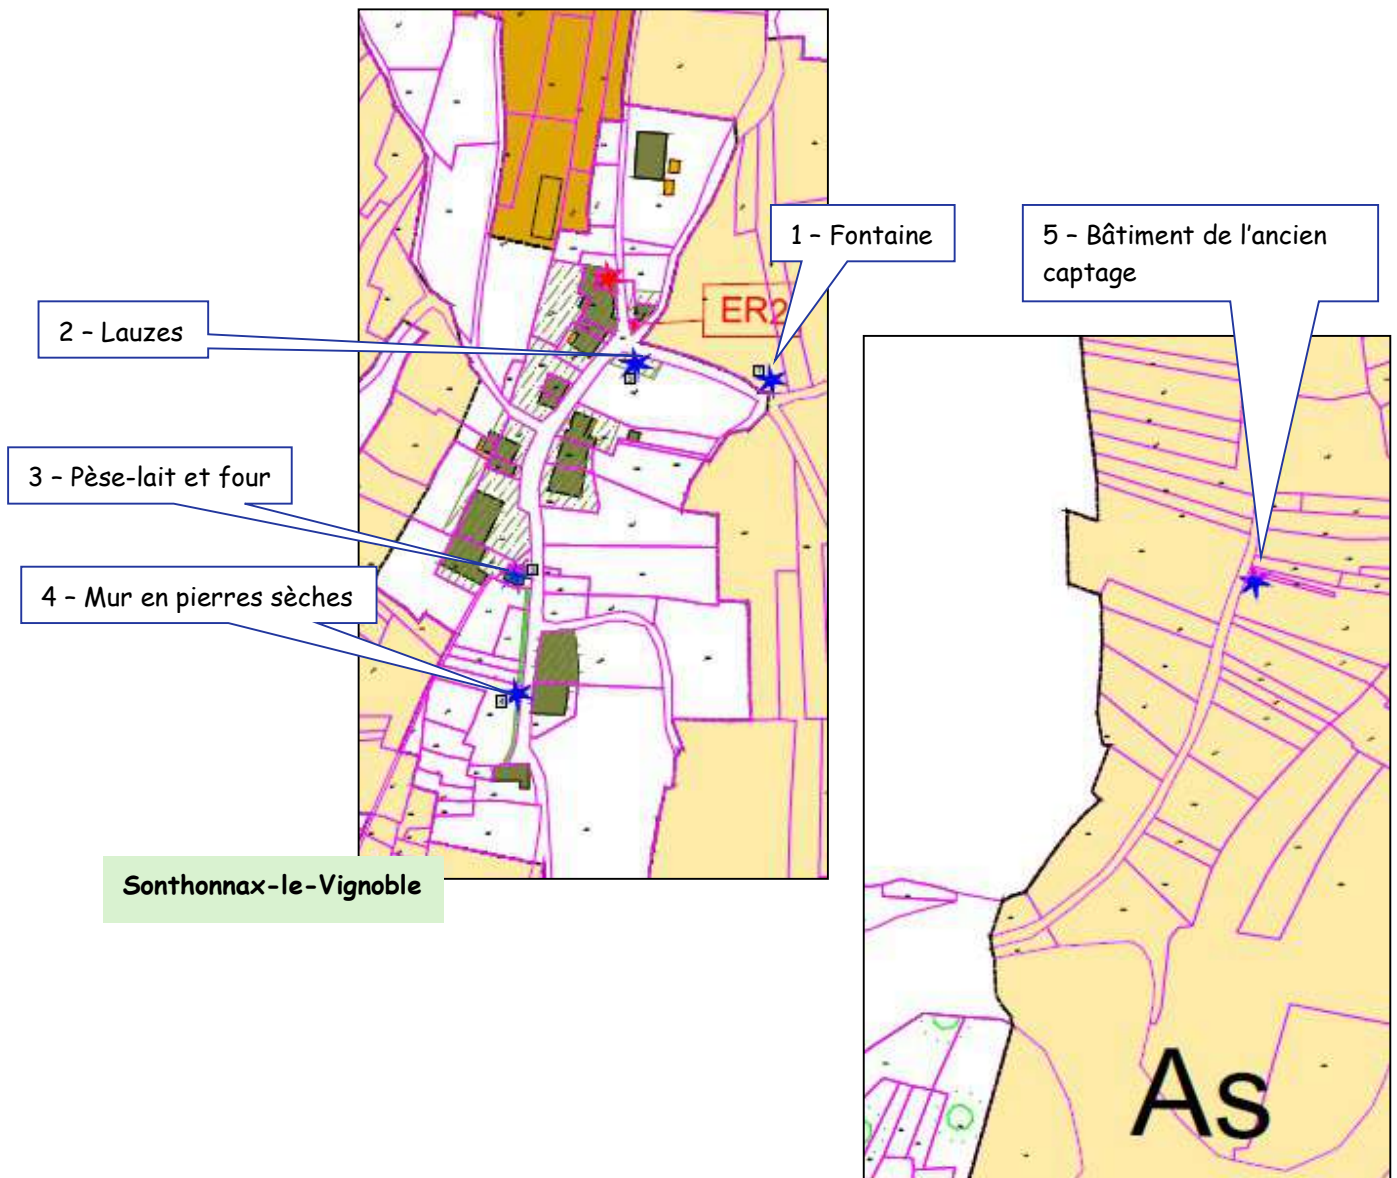 1 – Fontaine
5 – Bâtiment de l'ancien
captage
ER2
2 – Lauzes
3 – Pèse-lait et four
4 – Mur en pierres sèches
Sonthonnax-le-Vignoble
As